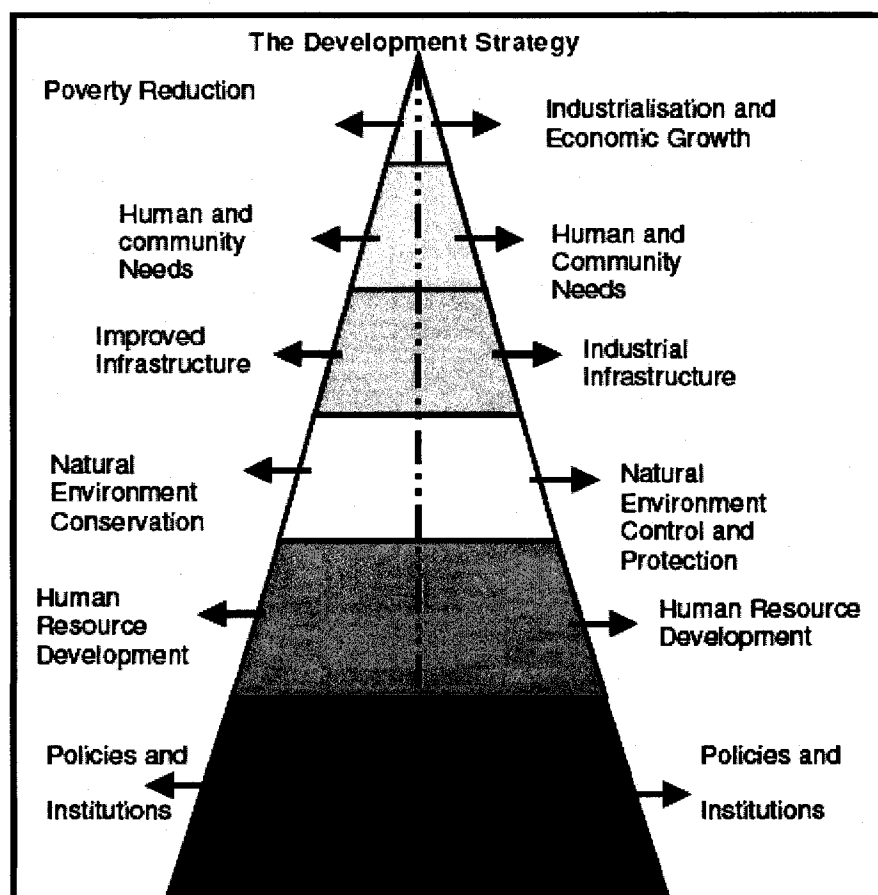 The Development Strategy
Poverty Reduction
Industrialisation and
Economic Growth
Human and
community
Needs
Human and
Community
Needs
Improved
Infrastructure
Industrial
Infrastructure
Natural
Environment
Conservation
Natural
Environment
Control and
Protection
Human
Resource
Development
Human Resource
Development
Policies and
Institutions
Policies and
Institutions